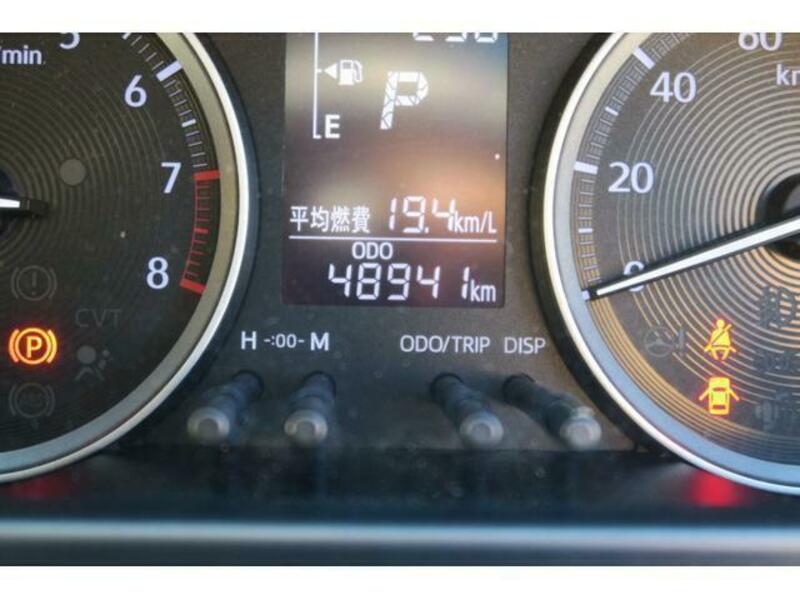 5
/min
6
7
8
E
P
平均燃費 19.4km/L
ODO
48941km
60
40
20
0
H -:00- M
ODO/TRIP DISP
P
CVT